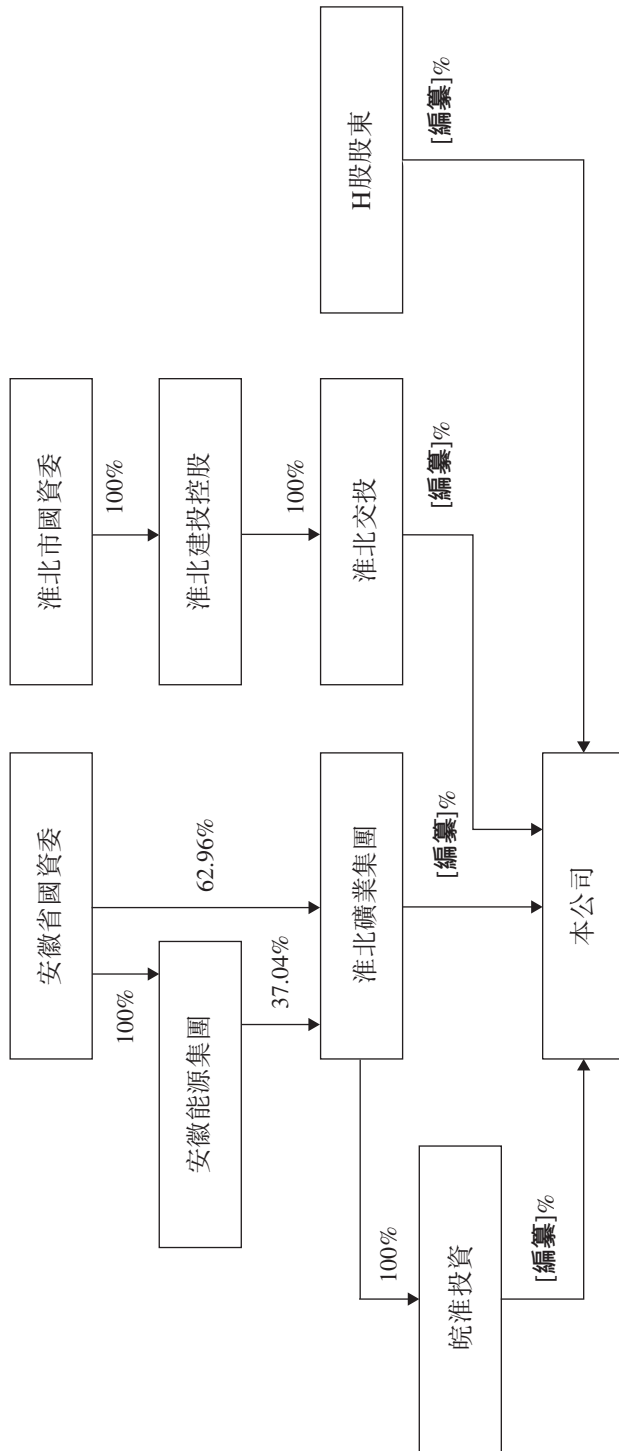 安徽省國資委
淮北市國資委
100%
62.96%
100%
安徽能源集團
淮北建投控股
37.04%
100%
淮北礦業集團
淮北交投
H股股東
100%
[編纂]%
[編纂]%
[編纂]%
皖淮投資
[編纂]%
本公司